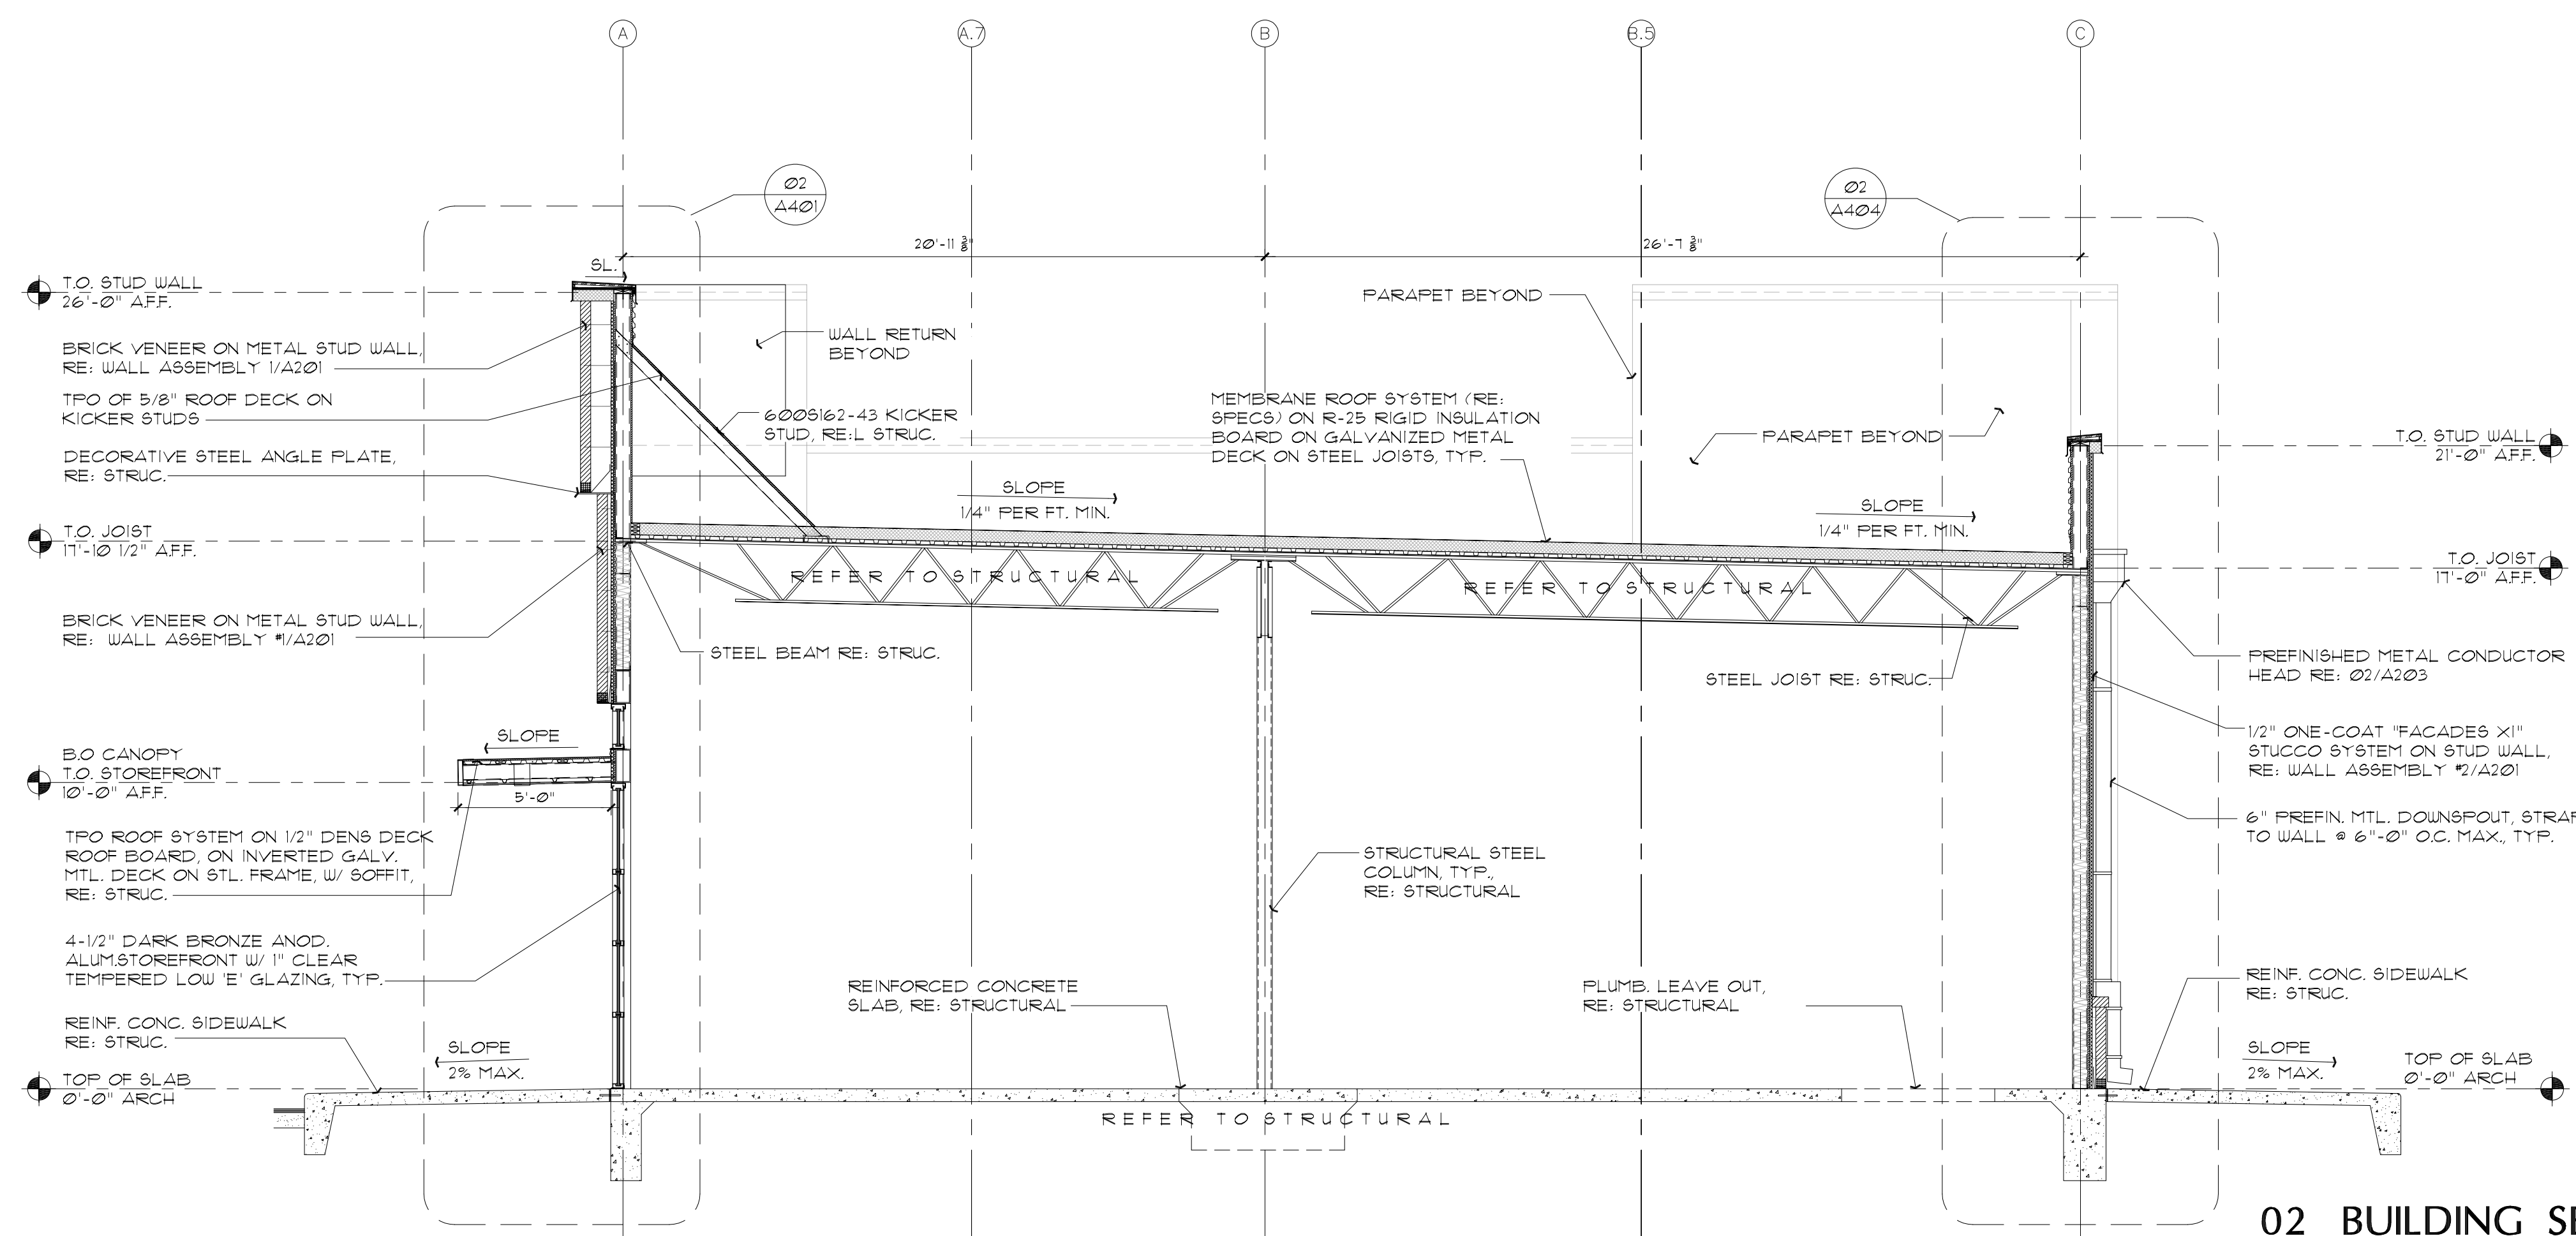 A
A.7
B
B.5
C
02
A401
02
A404
20'-11 3/8"
26'-7 3/8"
SL.
T.O. STUD WALL
26'-0" A.F.F.
BRICK VENEER ON METAL STUD WALL,
RE: WALL ASSEMBLY 1/A201
TPO OF 5/8" ROOF DECK ON
KICKER STUDS
DECORATIVE STEEL ANGLE PLATE,
RE: STRUC.
T.O. JOIST
17'-10 1/2" A.F.F.
BRICK VENEER ON METAL STUD WALL,
RE: WALL ASSEMBLY #1/A201
B.O CANOPY
T.O. STOREFRONT
10'-0" A.F.F.
SLOPE
5'-0"
TPO ROOF SYSTEM ON 1/2" DENS DECK
ROOF BOARD, ON INVERTED GALV.
MTL. DECK ON STL. FRAME, W/ SOFFIT,
RE: STRUC.
4-1/2" DARK BRONZE ANOD.
ALUM.STOREFRONT W/ 1" CLEAR
TEMPERED LOW 'E' GLAZING, TYP.
REINF. CONC. SIDEWALK
RE: STRUC.
SLOPE
2% MAX.
TOP OF SLAB
0'-0" ARCH
WALL RETURN
BEYOND
600S162-43 KICKER
STUD, RE:L STRUC.
SLOPE
1/4" PER FT. MIN.
MEMBRANE ROOF SYSTEM (RE:
SPECS) ON R-25 RIGID INSULATION
BOARD ON GALVANIZED METAL
DECK ON STEEL JOISTS, TYP.
PARAPET BEYOND
PARAPET BEYOND
SLOPE
1/4" PER FT. MIN.
REFER TO STRUCTURAL
REFER TO STRUCTURAL
STEEL BEAM RE: STRUC.
STEEL JOIST RE: STRUC.
STRUCTURAL STEEL
COLUMN, TYP.,
RE: STRUCTURAL
REINFORCED CONCRETE
SLAB, RE: STRUCTURAL
PLUMB. LEAVE OUT,
RE: STRUCTURAL
REFER TO STRUCTURAL
T.O. STUD WALL
21'-0" A.F.F.
T.O. JOIST
17'-0" A.F.F.
PREFINISHED METAL CONDUCTOR
HEAD RE: 02/A203
1/2" ONE-COAT "FACADES X1"
STUCCO SYSTEM ON STUD WALL,
RE: WALL ASSEMBLY #2/A201
6" PREFIN. MTL. DOWNSPOUT, STRAP
TO WALL @ 6"-0" O.C. MAX., TYP.
REINF. CONC. SIDEWALK
RE: STRUC.
SLOPE
2% MAX.
TOP OF SLAB
0'-0" ARCH
02 BUILDING